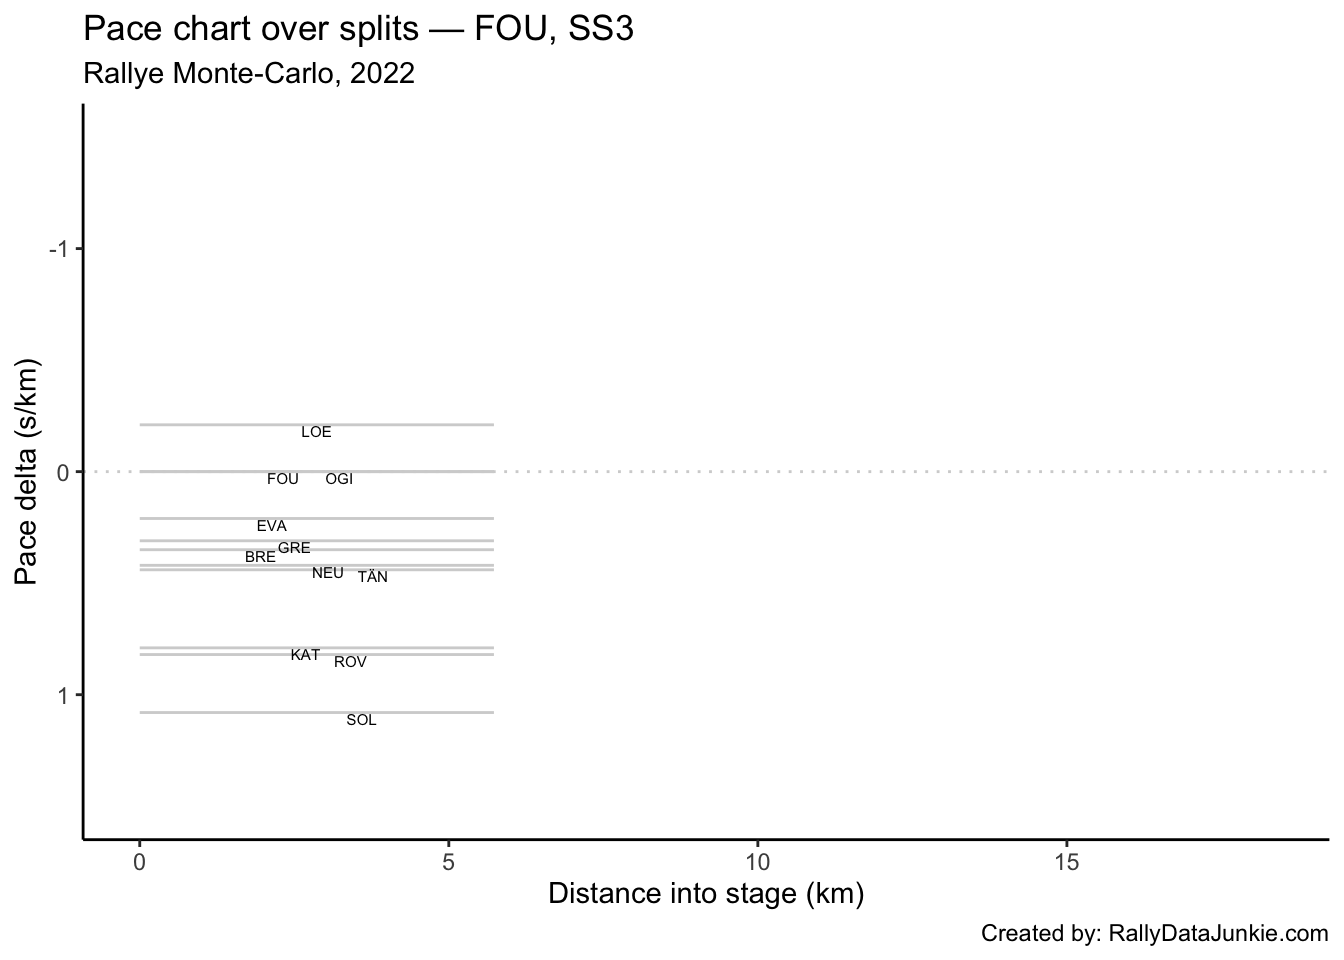 Pace chart over splits — FOU, SS3
Rallye Monte-Carlo, 2022
Pace delta (s/km)
-1
0
1
LOE
FOU OGI
EVA
GRE
BRE
NEU
TÄN
KAT
ROV
SOL
0 5 10 15
Distance into stage (km)
Created by: RallyDataJunkie.com